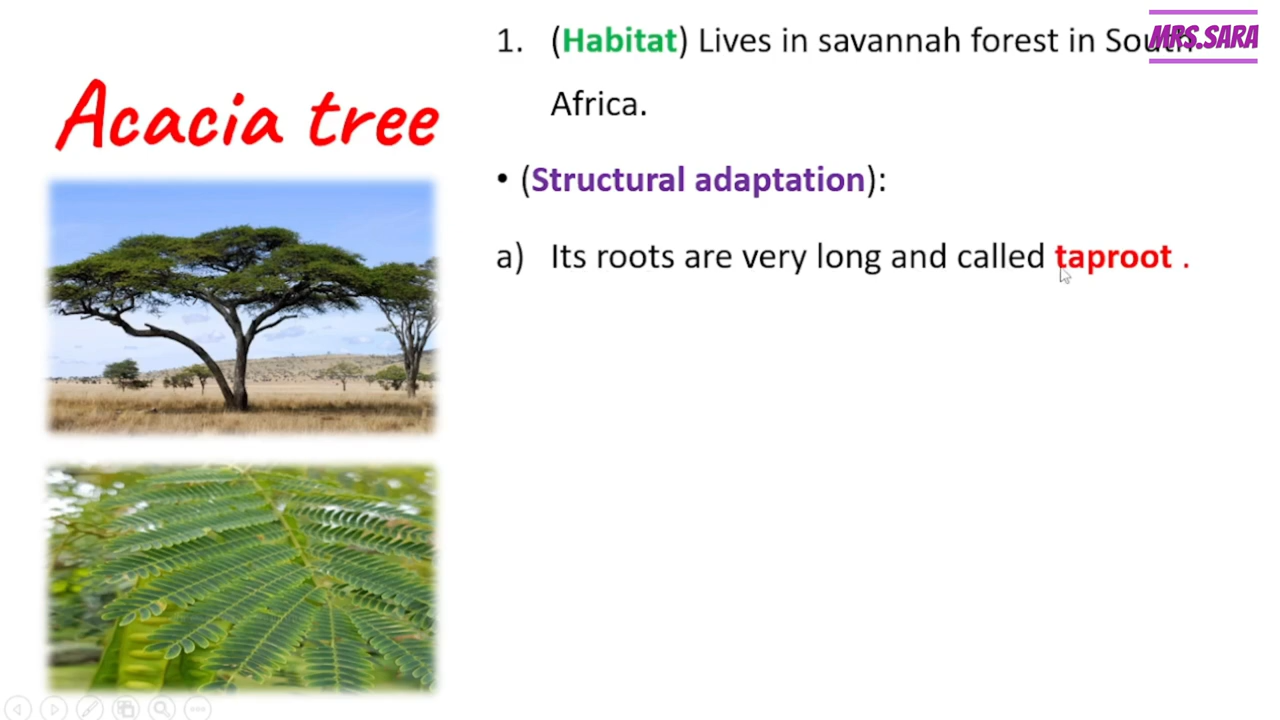 Acacia tree
1. (Habitat) Lives in savannah forest in South
Africa.
• (Structural adaptation):
a) Its roots are very long and called taproot .
MRS.SARA